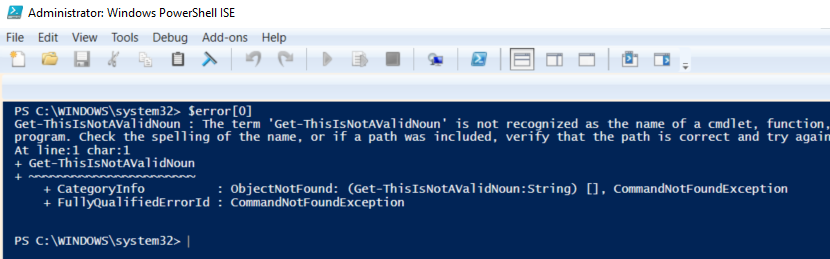 Administrator: Windows PowerShell ISE
File Edit View Tools Debug Add-ons Help
PS C:\WINDOWS\system32> $error[0]
Get-ThisIsNotAValidNoun : The term 'Get-ThisIsNotAValidNoun' is not recognized as the name of a cmdlet, function,
program. Check the spelling of the name, or if a path was included, verify that the path is correct and try again
At line:1 char:1
+ Get-ThisIsNotAValidNoun
+ ~~~~~~~~~~~~~~~~~~~~~~~
+ CategoryInfo : ObjectNotFound: (Get-ThisIsNotAValidNoun:String) [], CommandNotFoundException
+ FullyQualifiedErrorId : CommandNotFoundException
PS C:\WINDOWS\system32>